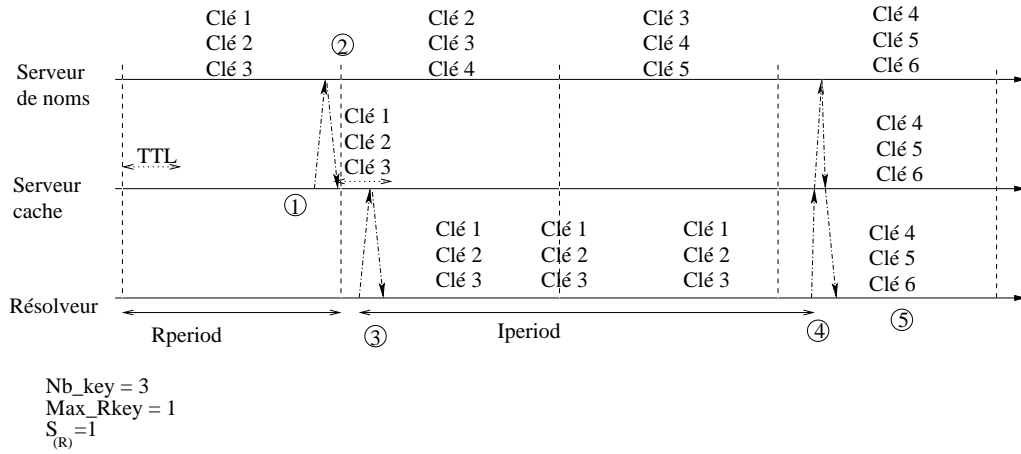 Clé 1
Clé 2
Clé 3
②
Clé 2
Clé 3
Clé 4
Clé 3
Clé 4
Clé 5
Clé 4
Clé 5
Clé 6
Serveur
de noms
Clé 1
Clé 2
Clé 3
TTL
Clé 4
Clé 5
Clé 6
Serveur
cache
①
Clé 1
Clé 2
Clé 3
Clé 1
Clé 2
Clé 3
Clé 1
Clé 2
Clé 3
Clé 4
Clé 5
Clé 6
Résolveur
Rperiod
③
Iperiod
④
⑤
Nb_key = 3
Max_Rkey = 1
S(R)=1